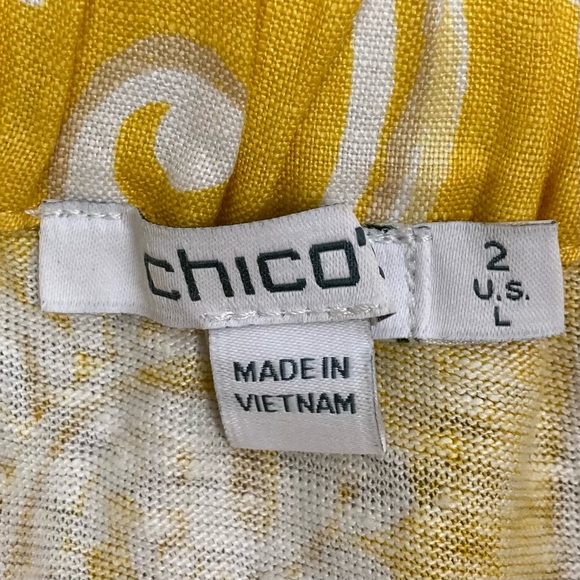 chico'
2
U.S.
L
MADE IN
VIETNAM